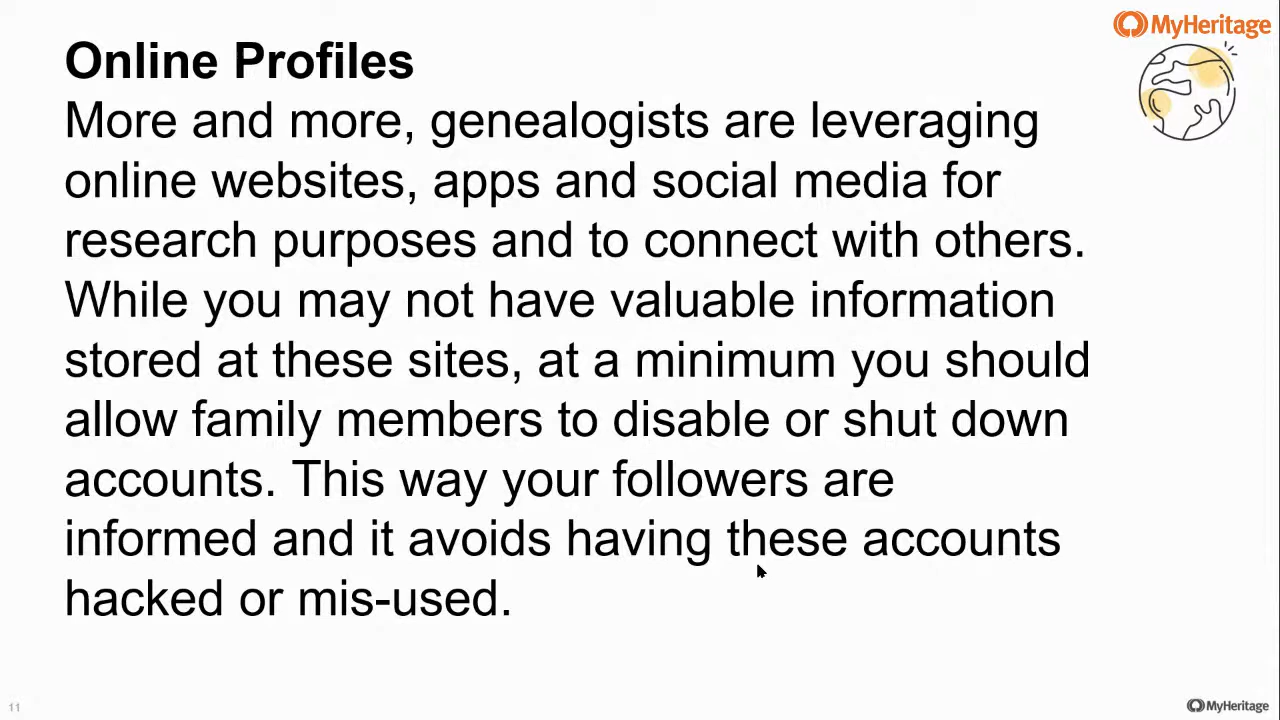 MyHeritage
Online Profiles
More and more, genealogists are leveraging
online websites, apps and social media for
research purposes and to connect with others.
While you may not have valuable information
stored at these sites, at a minimum you should
allow family members to disable or shut down
accounts. This way your followers are
informed and it avoids having these accounts
hacked or mis-used.
11
MyHeritage